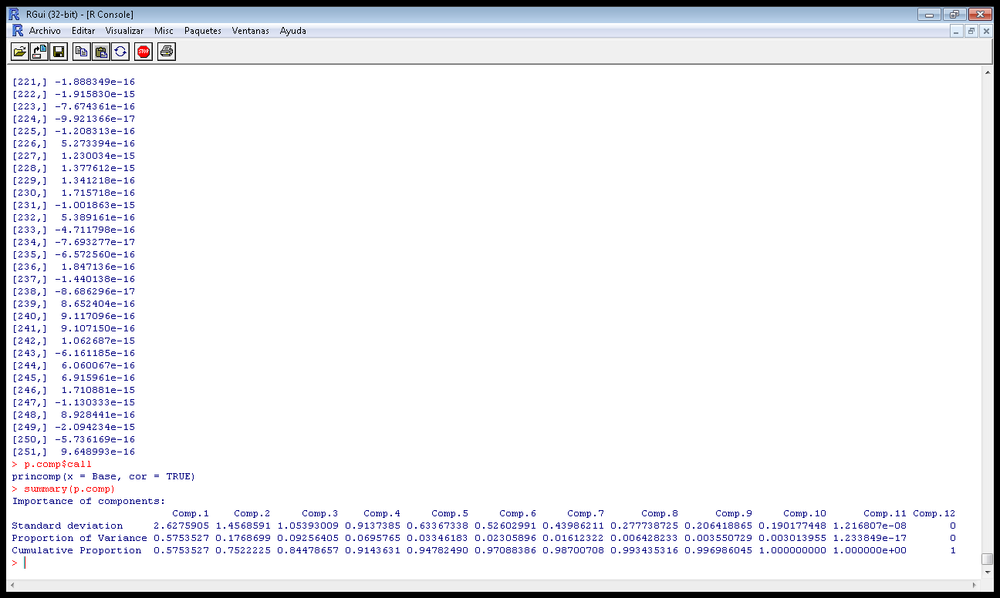 RGui (32-bit) - [R Console]
Archivo Editar Visualizar Misc Paquetes Ventanas Ayuda
STOP
[221,] -1.888349e-16
[222,] -1.915830e-15
[223,] -7.674361e-16
[224,] -9.921366e-17
[225,] -1.208313e-16
[226,]  5.273394e-16
[227,]  1.230034e-15
[228,]  1.377612e-15
[229,]  1.341218e-16
[230,]  1.715718e-16
[231,] -1.001863e-15
[232,]  5.389161e-16
[233,] -4.711798e-16
[234,] -7.693277e-17
[235,] -6.572560e-16
[236,]  1.847136e-16
[237,] -1.440138e-16
[238,] -8.686296e-17
[239,]  8.652404e-16
[240,]  9.117096e-16
[241,]  9.107150e-16
[242,]  1.062687e-15
[243,] -6.161185e-16
[244,]  6.060067e-16
[245,]  6.915961e-16
[246,]  1.710881e-15
[247,] -1.130333e-15
[248,]  8.928441e-16
[249,] -2.094234e-15
[250,] -5.736169e-16
[251,]  9.648993e-16
> p.comp$call
princomp(x = Base, cor = TRUE)
> summary(p.comp)
Importance of components:
Comp.1 Comp.2 Comp.3 Comp.4 Comp.5 Comp.6 Comp.7 Comp.8 Comp.9 Comp.10 Comp.11 Comp.12
Standard deviation 2.6275905 1.4568591 1.05393009 0.9137385 0.63367338 0.52602991 0.43986211 0.277738725 0.206418865 0.190177448 1.216807e-08 0
Proportion of Variance 0.5753527 0.1768699 0.09256405 0.0695765 0.03346183 0.02305896 0.01612322 0.006428233 0.003550729 0.003013955 1.233849e-17 0
Cumulative Proportion 0.5753527 0.7522225 0.84478657 0.9143631 0.94782490 0.97088386 0.98700708 0.993435316 0.996986045 1.000000000 1.000000e+00 1
>